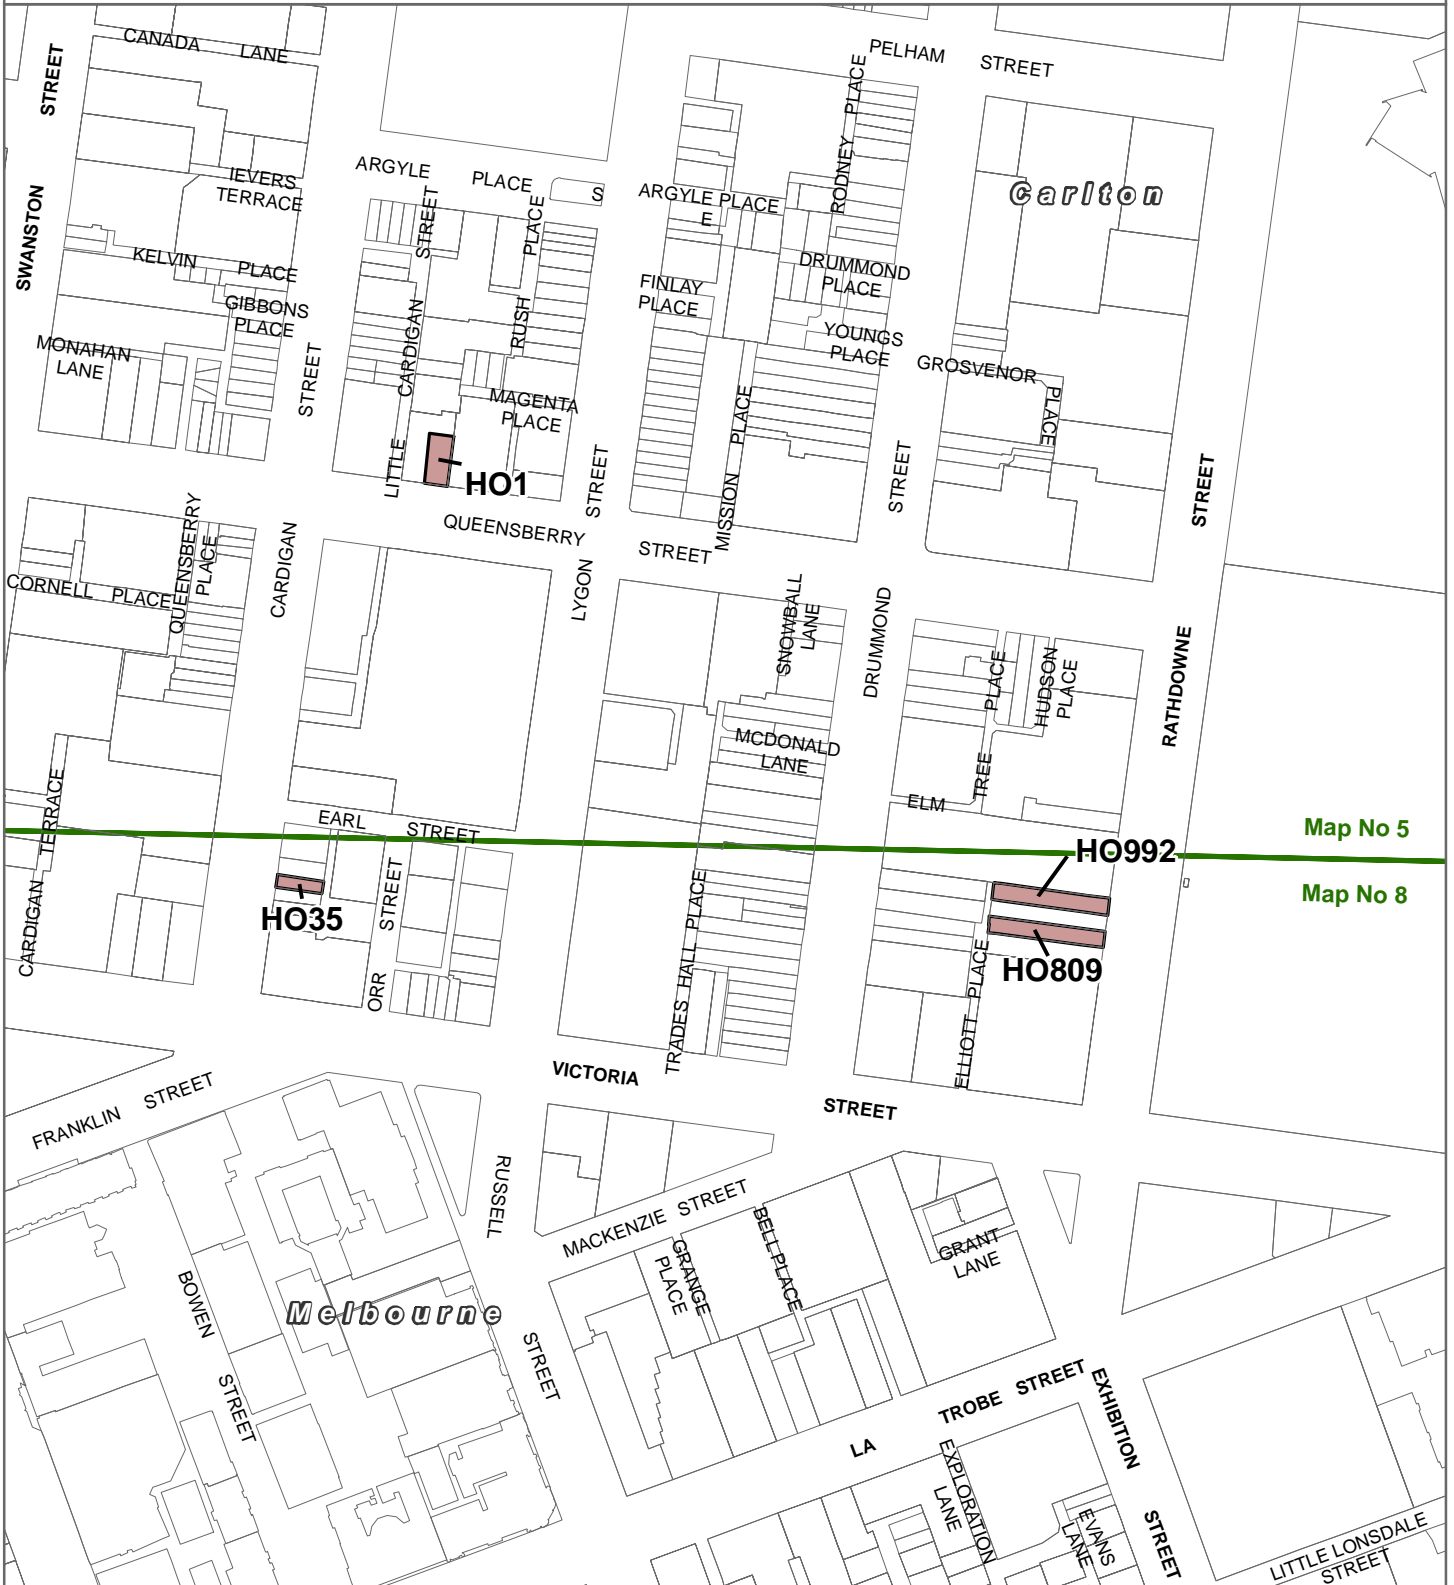 CANADA LANE
PELHAM STREET
STREET
SWANSTON
IEVERS
TERRACE
ARGYLE PLACE S
ARGYLE PLACE
E
RODNEY PLACE
Carlton
KELVIN PLACE
GIBBONS
PLACE
MONAHAN
LANE
STREET
CARDIGAN
LITTLE
PLACE
RUSH
MAGENTA
PLACE
FINLAY
PLACE
DRUMMOND
PLACE
YOUNGS
PLACE
GROSVENOR
PLACE
STREET
HO1
STREET
MISSION PLACE
STREET
STREET
QUEENSBERRY STREET
QUEENSBERRY
PLACE
CORNELL PLACE
CARDIGAN
LYGON
SNOWBALL
LANE
DRUMMOND
RATHDOWNE
PLACE
TREE
ELM
HUDSON
PLACE
MCDONALD
LANE
CARDIGAN TERRACE
EARL STREET
Map No 5
Map No 8
HO992
HO35
HO809
STREET
ORR
TRADES HALL PLACE
ELLIOTT PLACE
VICTORIA STREET
FRANKLIN STREET
RUSSELL
STREET
MACKENZIE STREET
GRANGE
PLACE
BELL PLACE
GRANT
LANE
BOWEN
STREET
Melbourne
LA TROBE STREET
EXHIBITION
STREET
EXPLORATION
LANE
EVANS
LANE
LITTLE LONSDALE
STREET